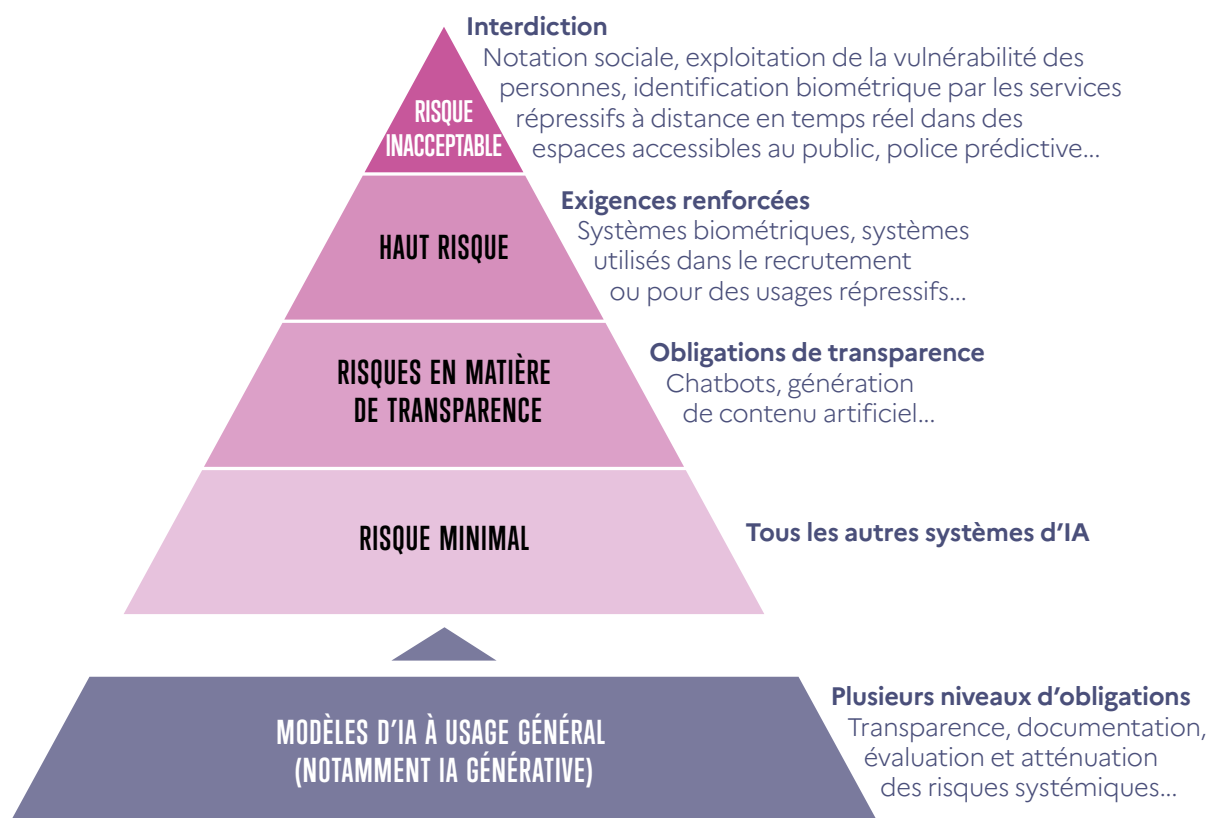 Interdiction
Notation sociale, exploitation de la vulnérabilité des
personnes, identification biométrique par les services
répressifs à distance en temps réel dans des
espaces accessibles au public, police prédictive...
RISQUE
INACCEPTABLE
Exigences renforcées
Systèmes biométriques, systèmes
utilisés dans le recrutement
ou pour des usages répressifs...
HAUT RISQUE
Obligations de transparence
Chatbots, génération
de contenu artificiel...
RISQUES EN MATIÈRE
DE TRANSPARENCE
RISQUE MINIMAL
Tous les autres systèmes d'IA
MODÈLES D'IA À USAGE GÉNÉRAL
(NOTAMMENT IA GÉNÉRATIVE)
Plusieurs niveaux d'obligations
Transparence, documentation,
évaluation et atténuation
des risques systémiques...